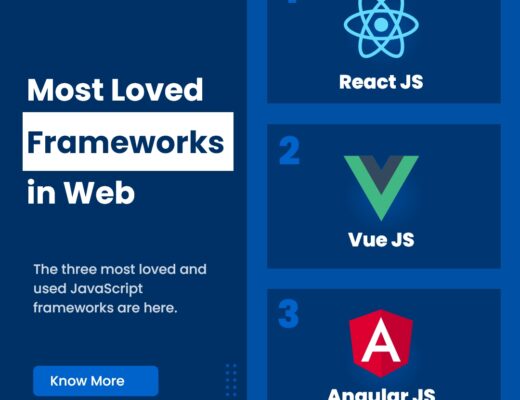 Most Loved
Frameworks
in Web
The three most loved and
used JavaScript
frameworks are here.
Know More
React JS
2
Vue JS
3
Angular JS